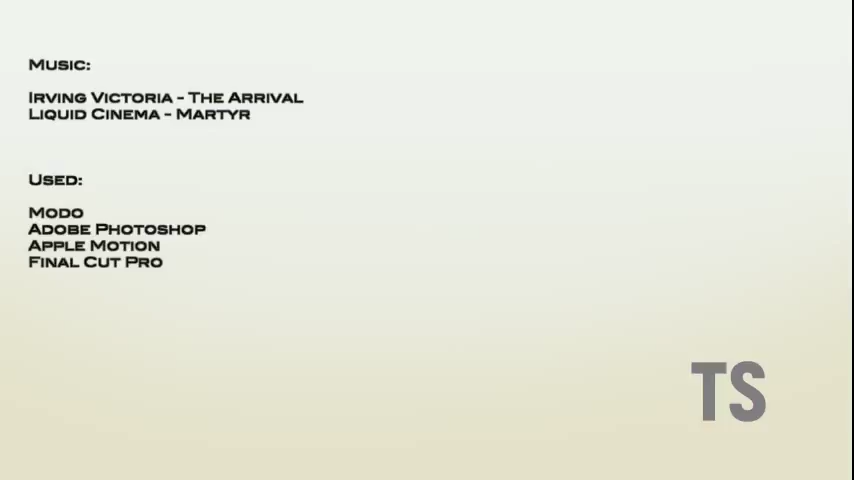 Music:
Irving Victoria - The Arrival
Liquid Cinema - Martyr
Used:
Modo
Adobe Photoshop
Apple Motion
Final Cut Pro
TS